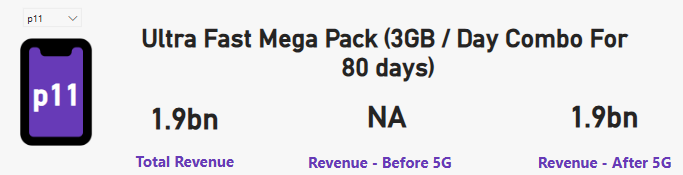 p11
Ultra Fast Mega Pack (3GB / Day Combo For
80 days)
p11
1.9bn
NA
1.9bn
Total Revenue
Revenue - Before 5G
Revenue - After 5G